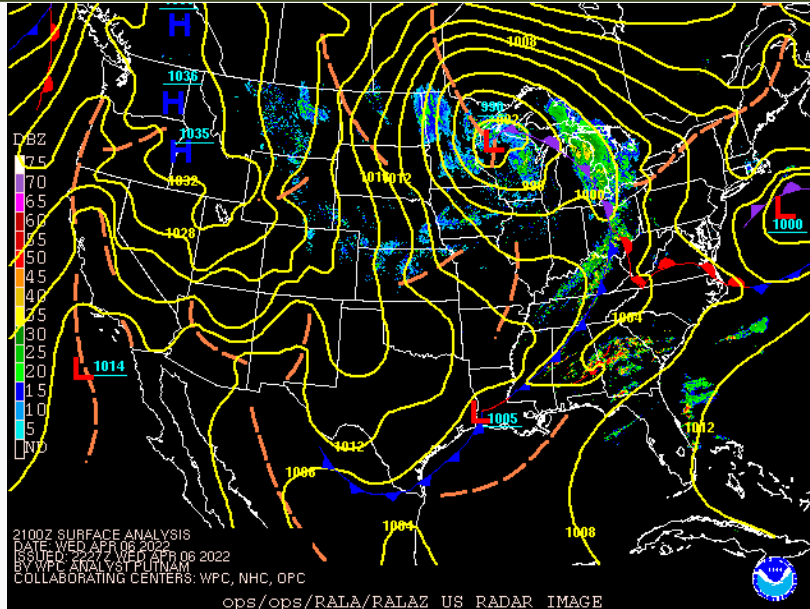 1008
H
1036
H
1035
H
1032
1028
DBZ
75
70
65
60
55
50
45
40
35
30
25
20
15
10
5
ND
1012
998
992
L
996
1000
L
1000
1004
L
1014
L
1005
1012
1012
1008
1004
1008
2100Z SURFACE ANALYSIS
DATE: WED APR 06 2022
ISSUED: 2227Z WED APR 06 2022
BY WPC ANALYST PUTNAM
COLLABORATING CENTERS: WPC, NHC, OPC
ops/ops/RALA/RALAZ US RADAR IMAGE